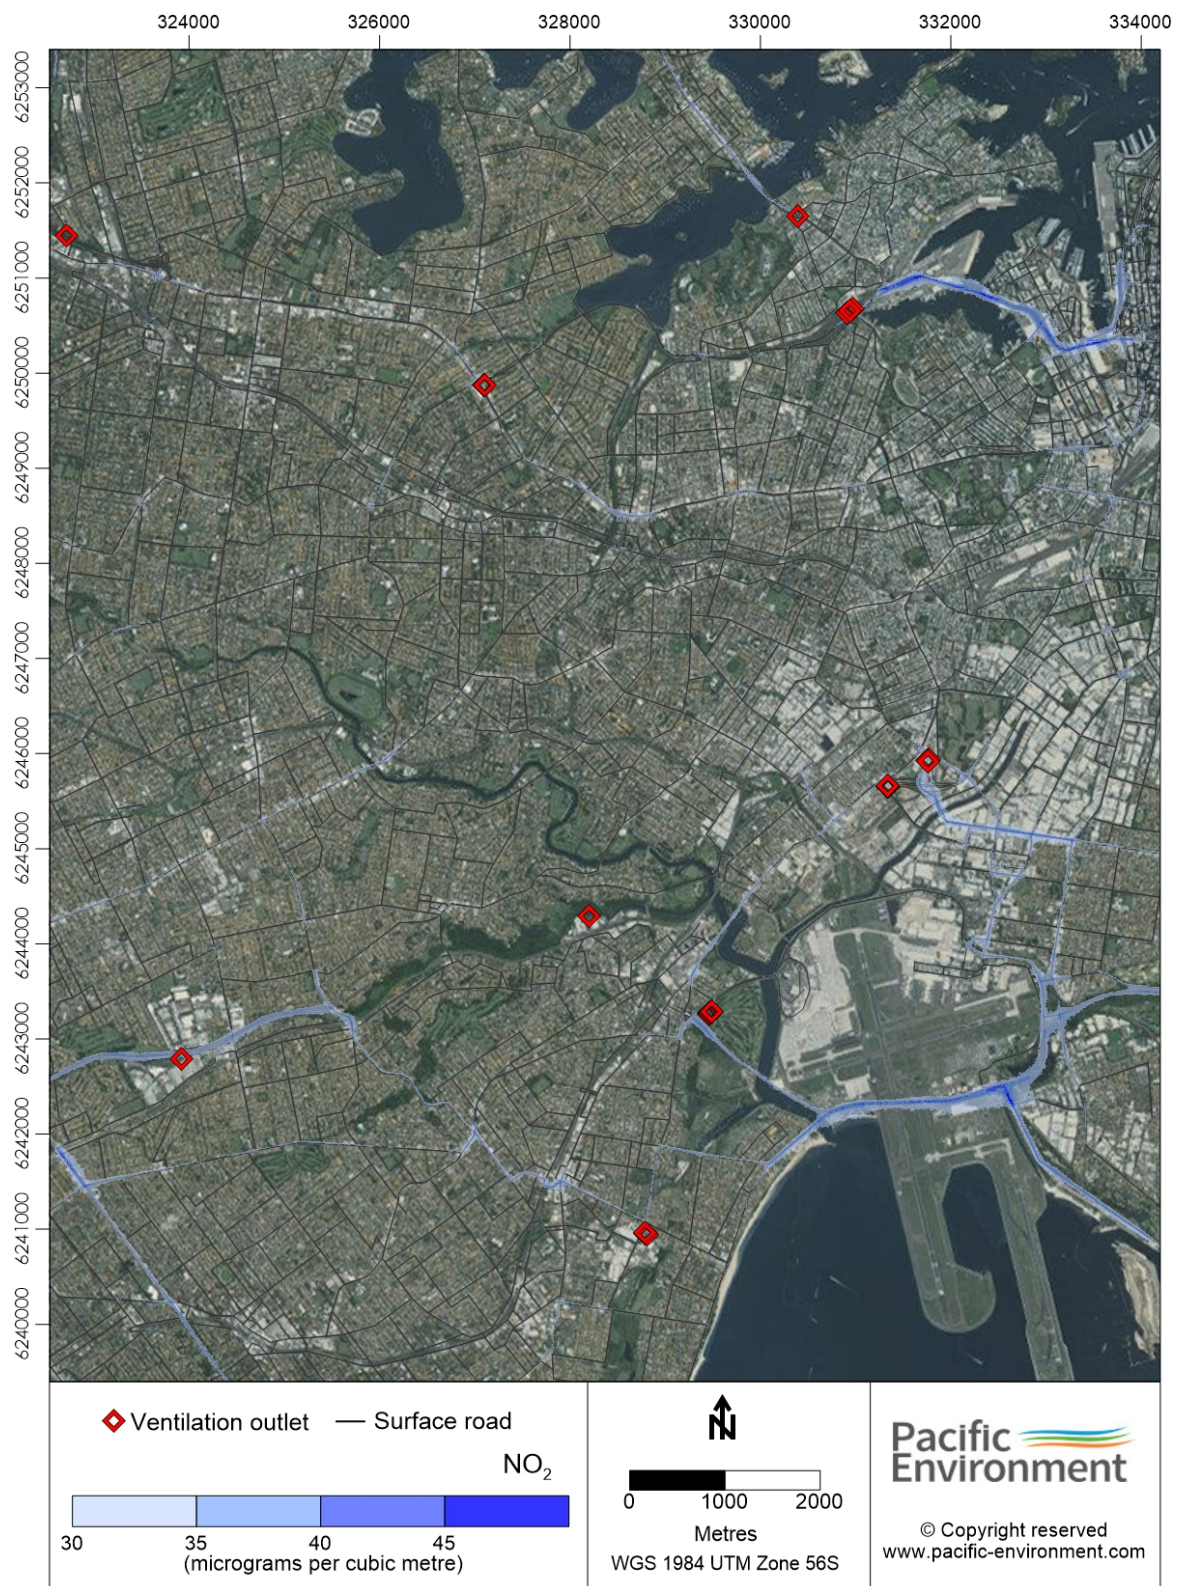 324000 326000 328000 330000 332000 334000
6253000
6252000
6251000
6250000
6249000
6248000
6247000
6246000
6245000
6244000
6243000
6242000
6241000
6240000
Ventilation outlet
Surface road
NO₂
30 35 40 45
(micrograms per cubic metre)
N
0 1000 2000
Metres
WGS 1984 UTM Zone 56S
Pacific
Environment
© Copyright reserved
www.pacific-environment.com